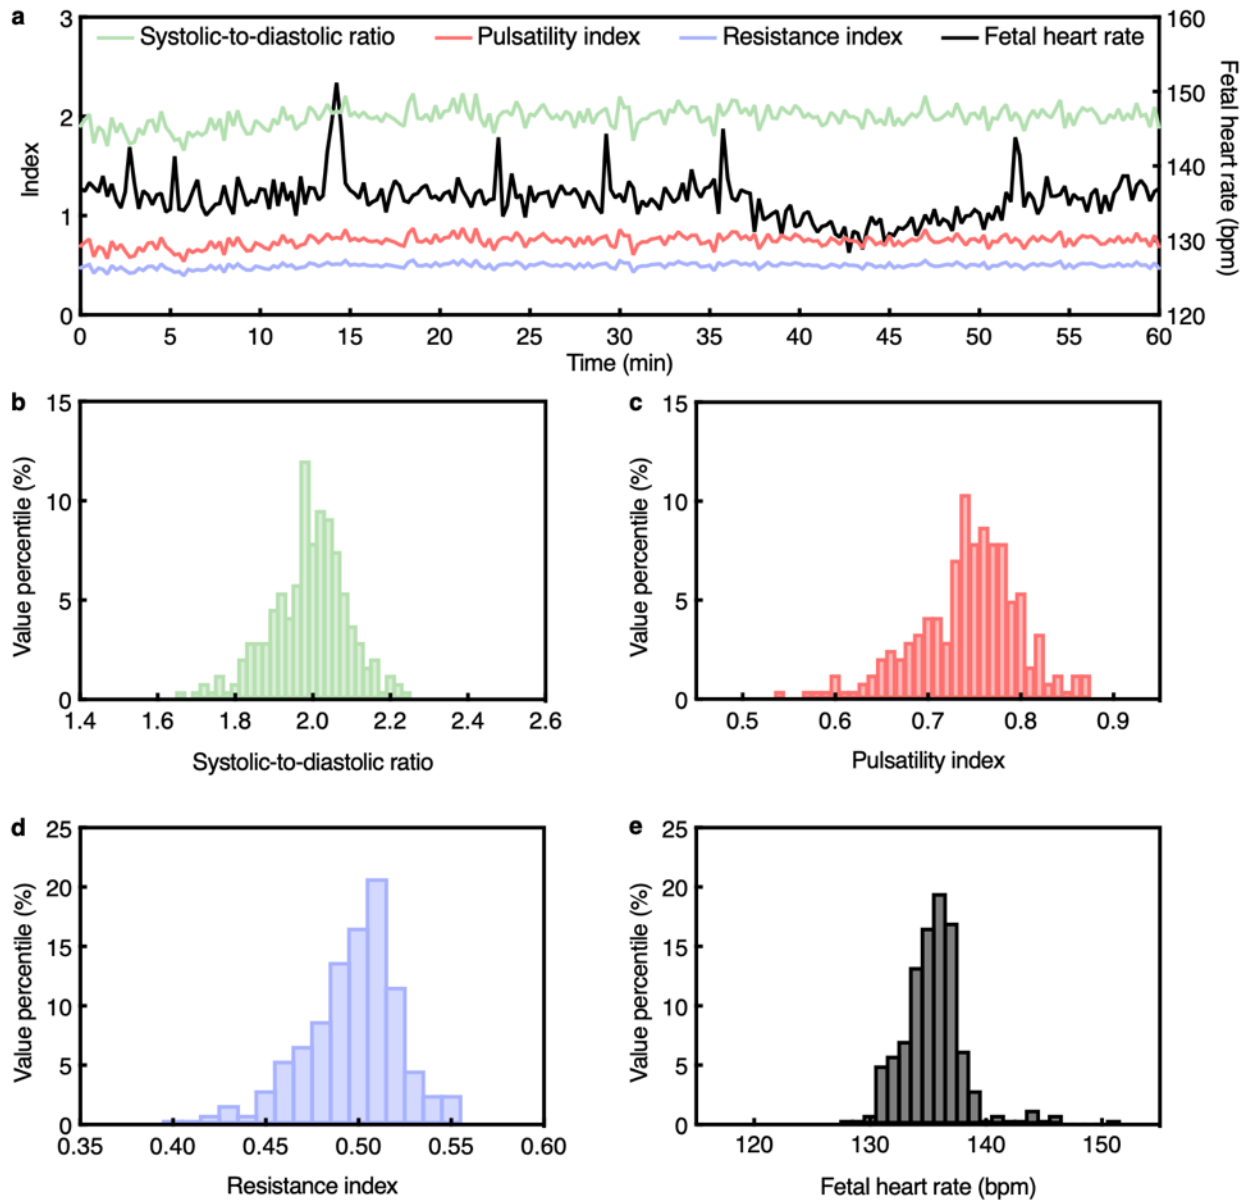 a
3
160
Systolic-to-diastolic ratio
Pulsatility index
Resistance index
Fetal heart rate
2
1
0
Index
150
140
130
120
Fetal heart rate (bpm)
0 5 10 15 20 25 30 35 40 45 50 55 60
Time (min)
b
15
10
5
0
Value percentile (%)
1.4 1.6 1.8 2.0 2.2 2.4 2.6
Systolic-to-diastolic ratio
c
15
10
5
0
Value percentile (%)
0.5 0.6 0.7 0.8 0.9
Pulsatility index
d
25
20
15
10
5
0
Value percentile (%)
0.35 0.40 0.45 0.50 0.55 0.60
Resistance index
e
25
20
15
10
5
0
Value percentile (%)
120 130 140 150
Fetal heart rate (bpm)